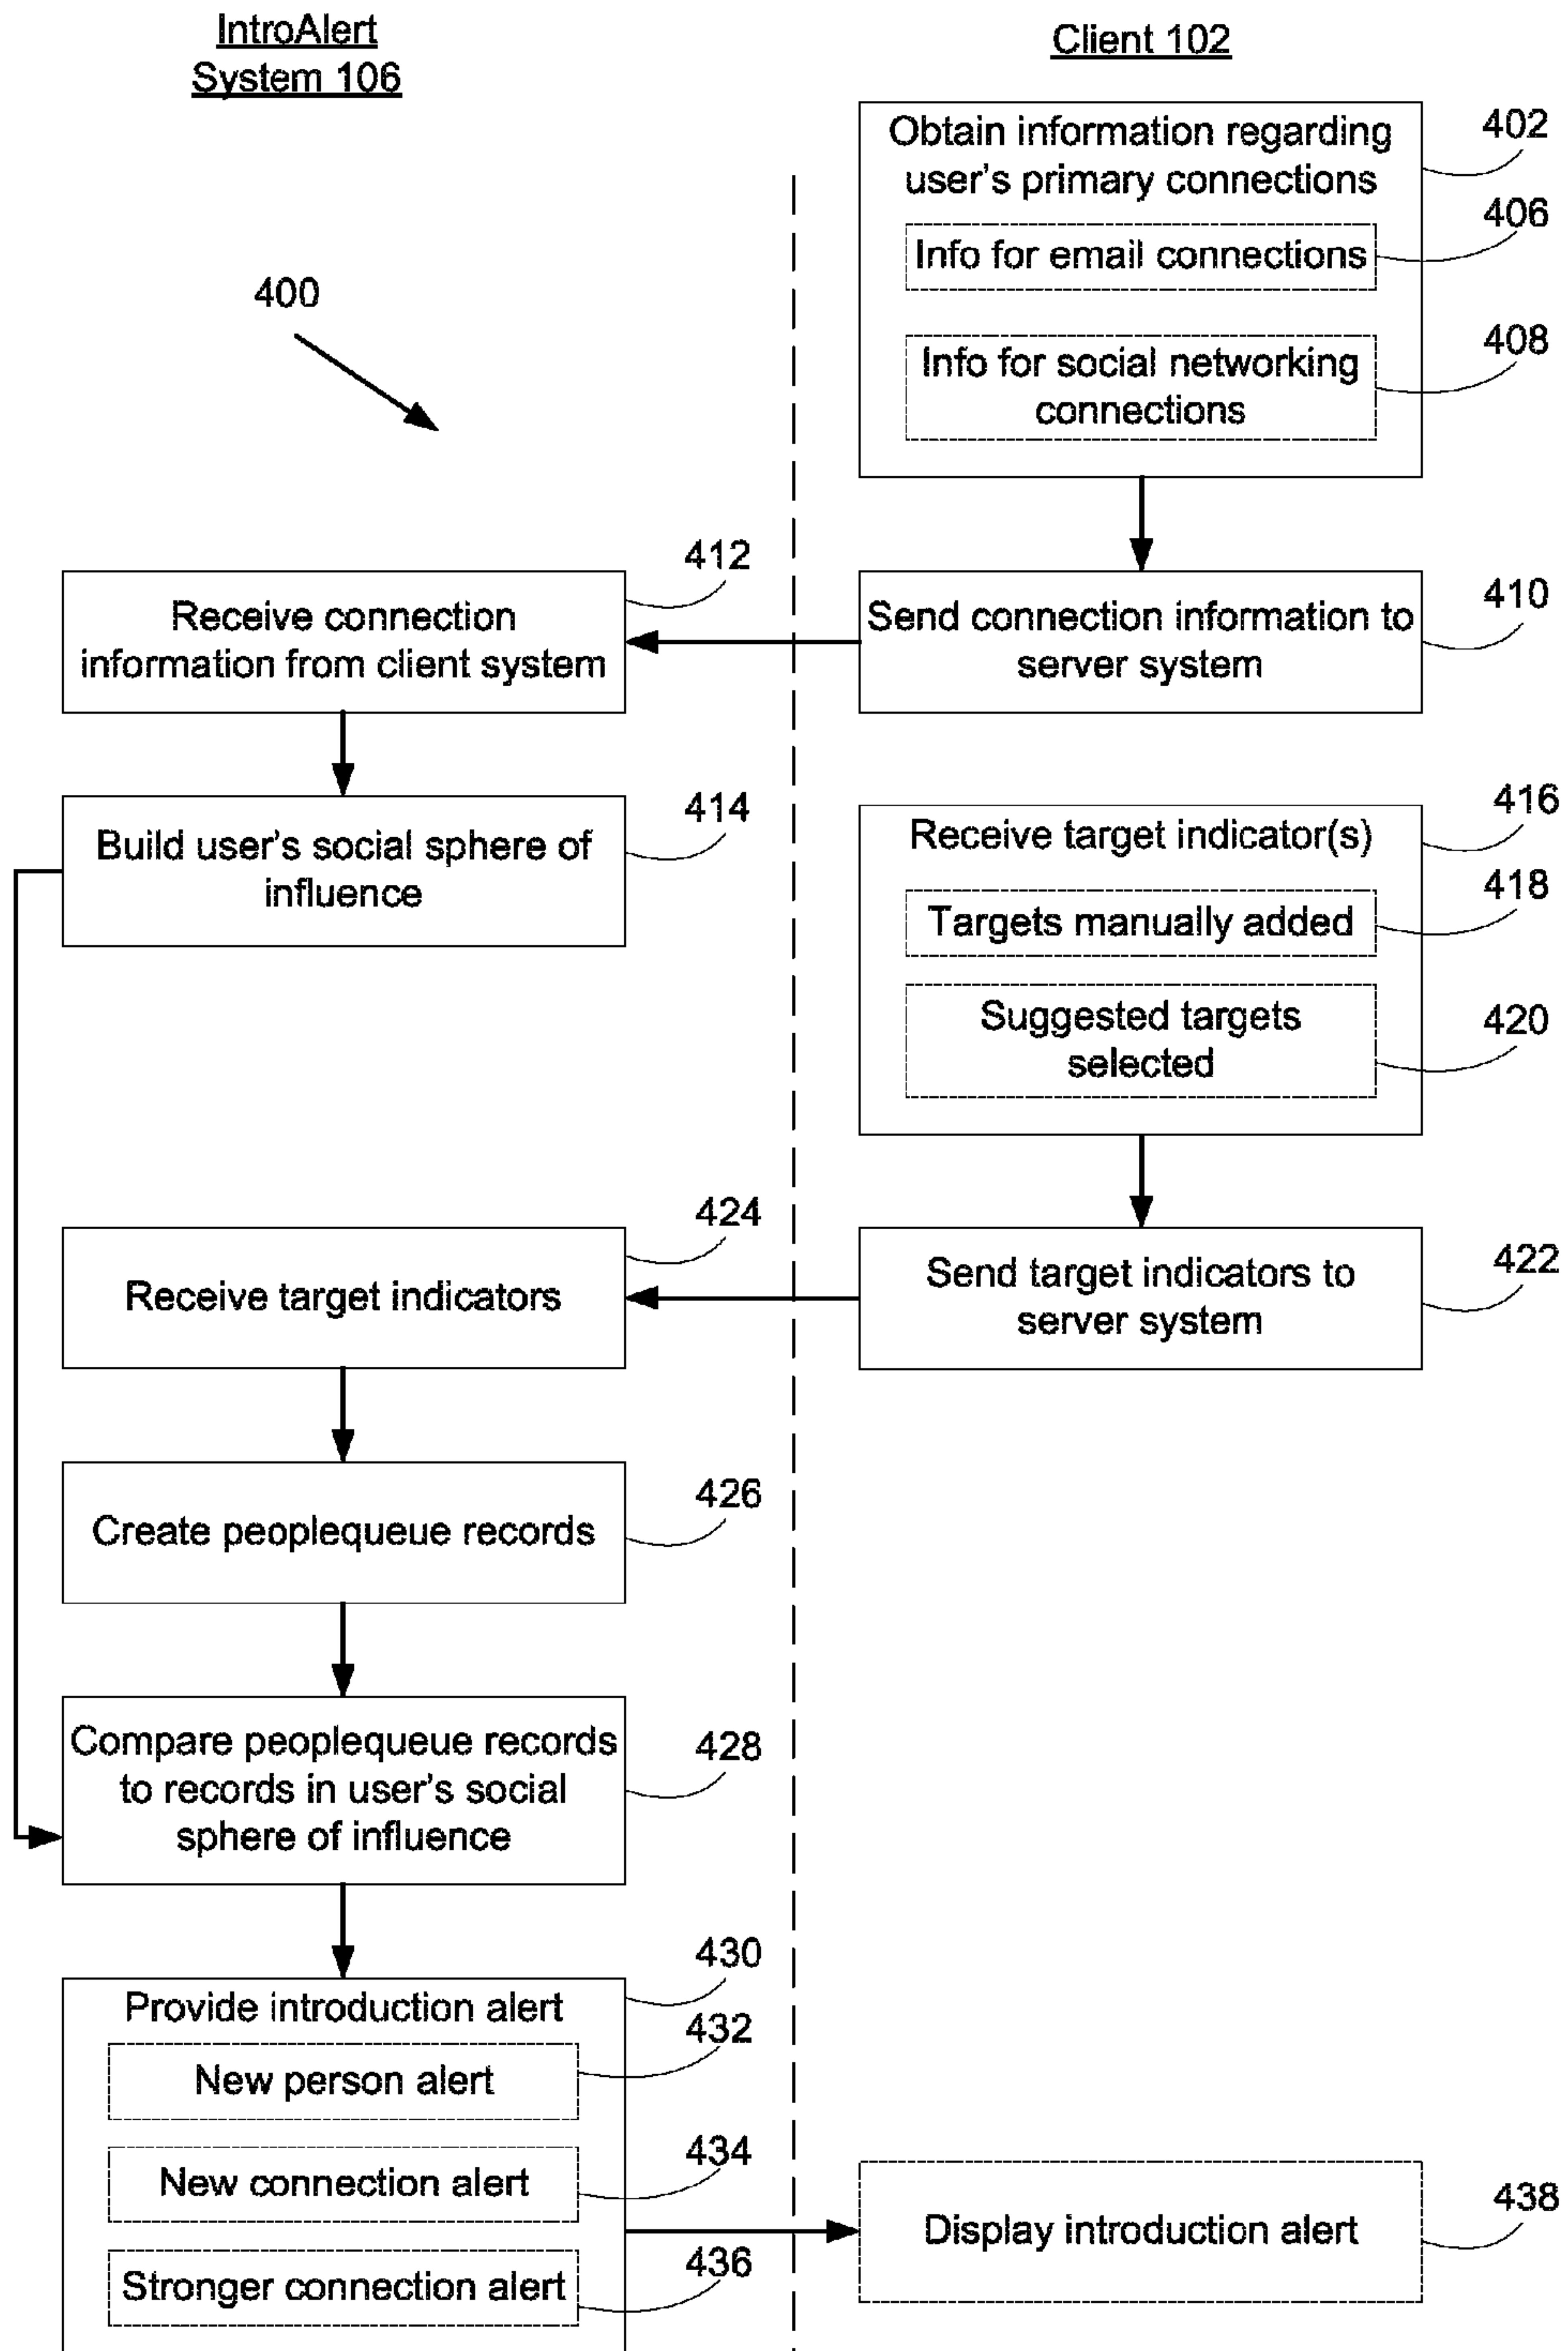 IntroAlert
System 106
Client 102
400
Obtain information regarding
user's primary connections
402
Info for email connections
406
Info for social networking
connections
408
Receive connection
information from client system
412
Send connection information to
server system
410
Build user's social sphere of
influence
414
Receive target indicator(s)
416
Targets manually added
418
Suggested targets
selected
420
Receive target indicators
424
Send target indicators to
server system
422
Create peoplequeue records
426
Compare peoplequeue records
to records in user's social
sphere of influence
428
Provide introduction alert
430
New person alert
432
New connection alert
434
Stronger connection alert
436
Display introduction alert
438